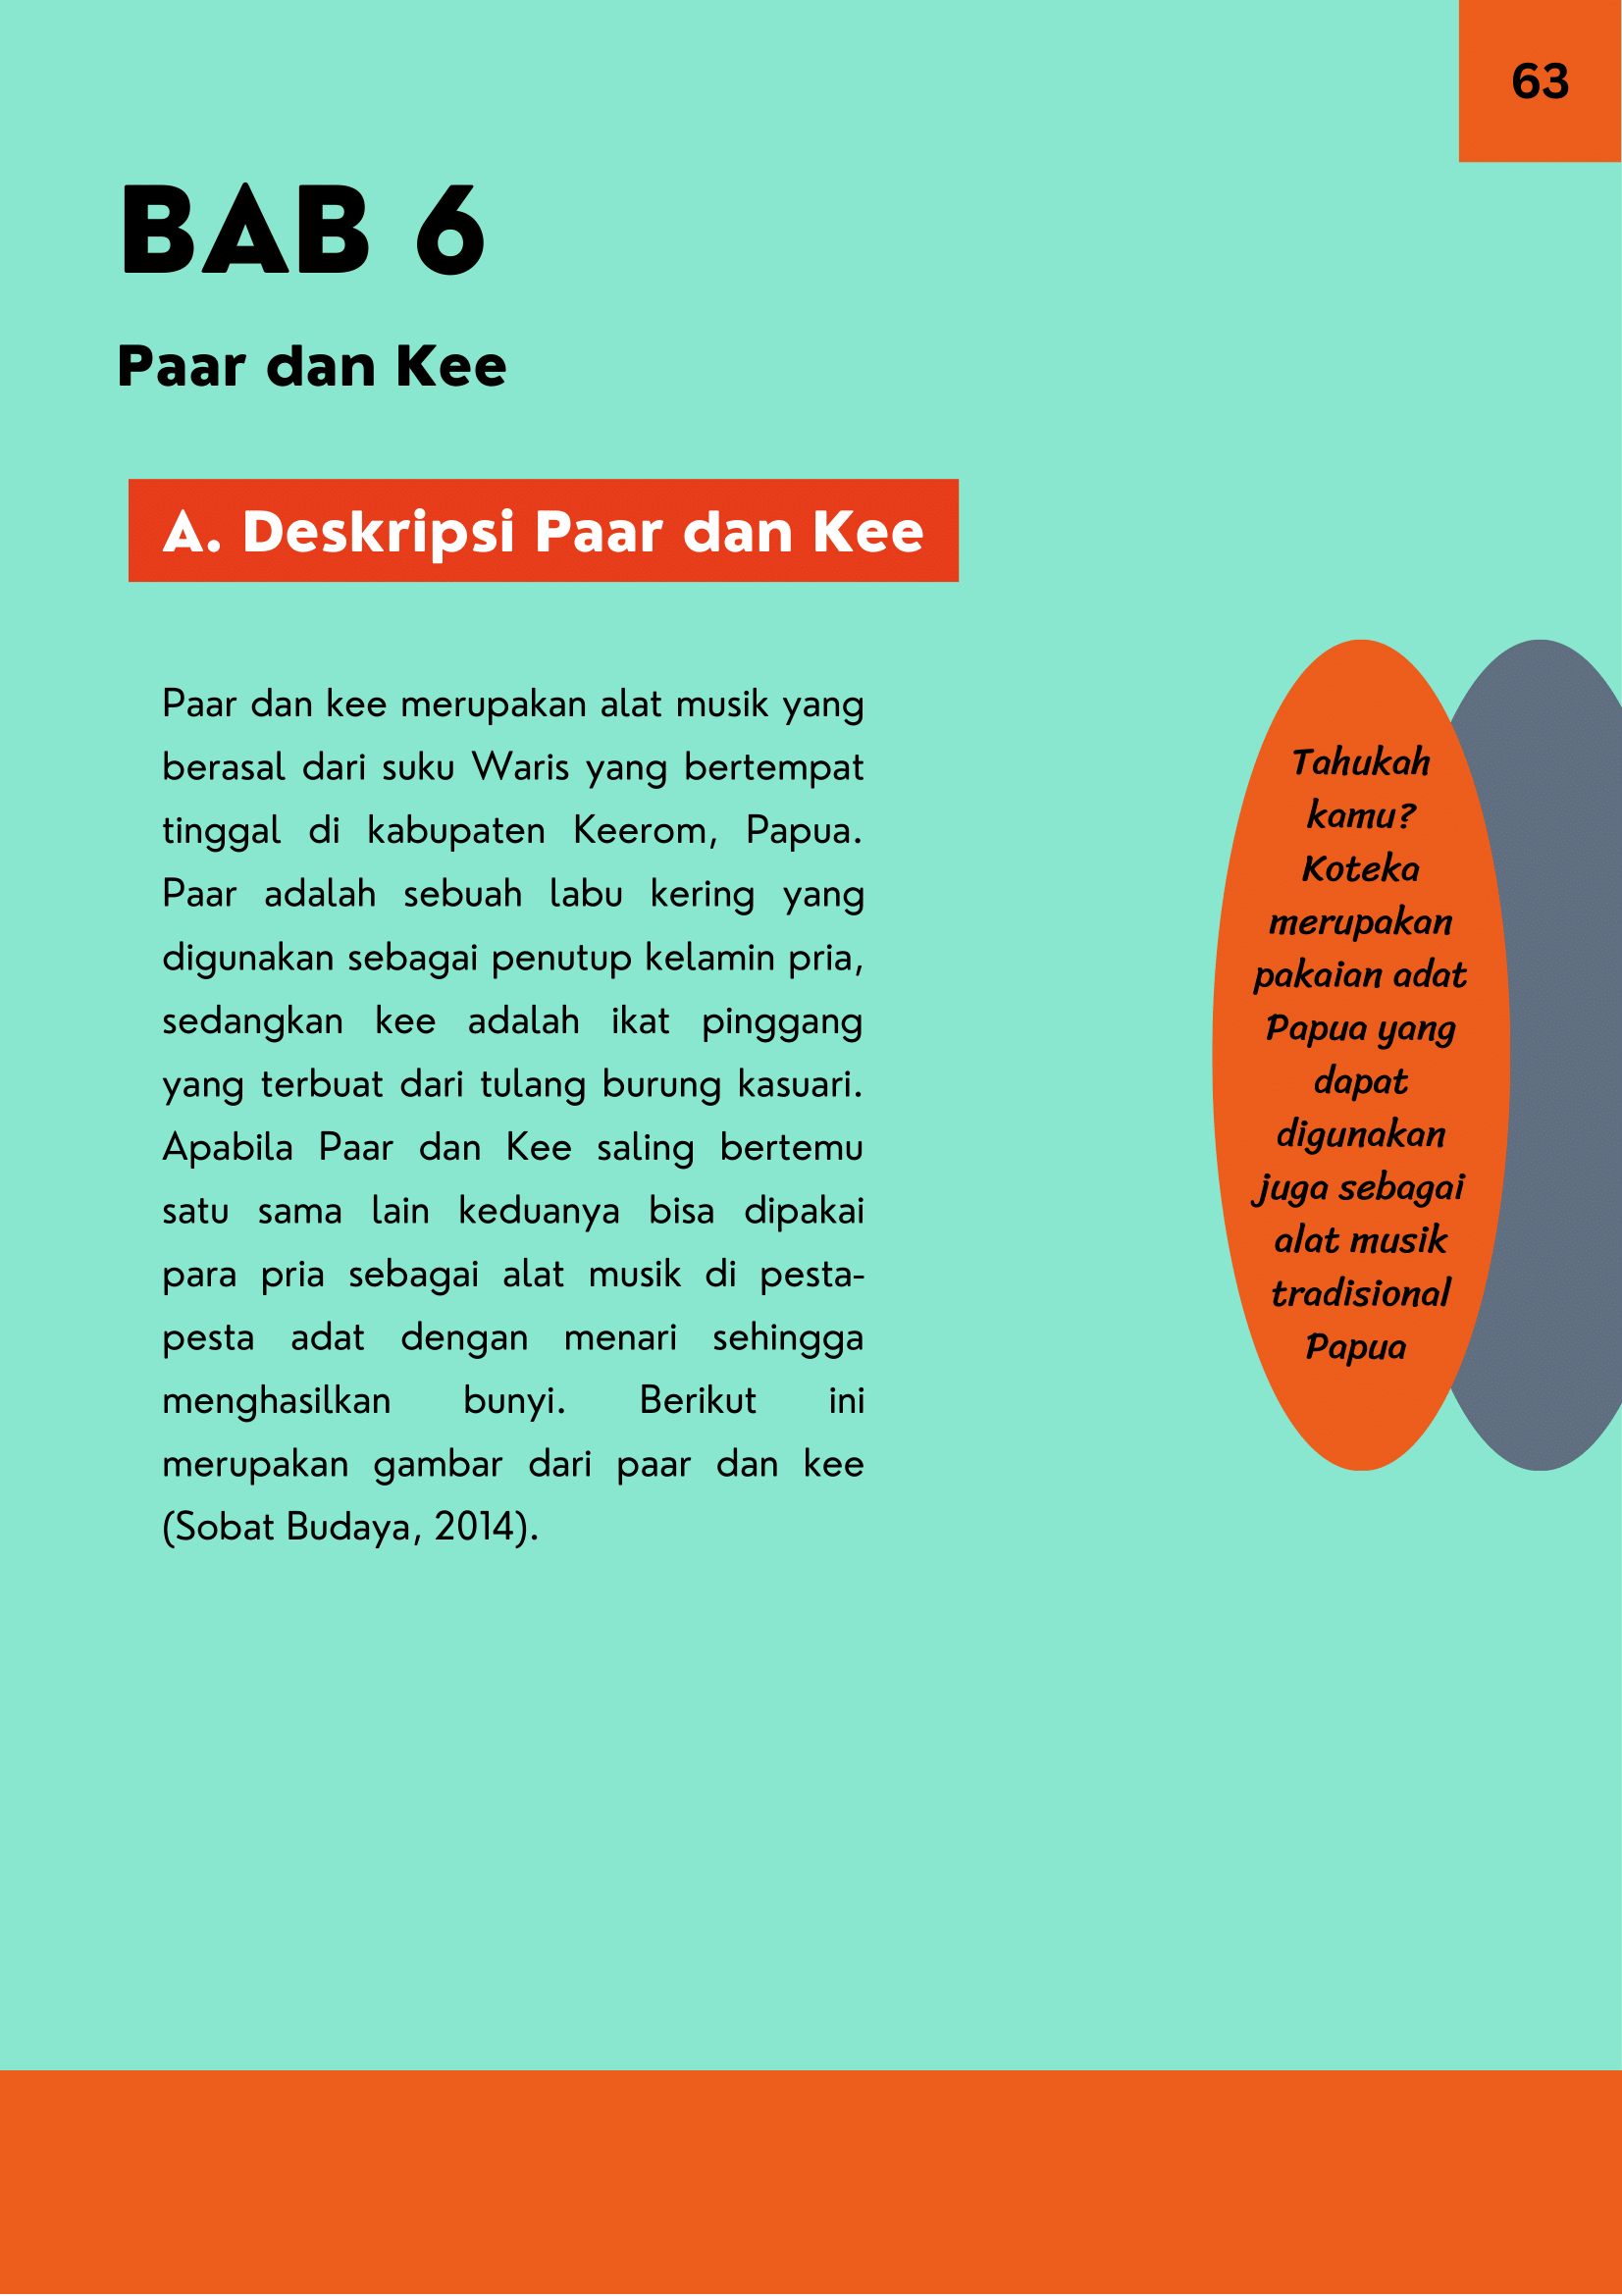 63
BAB 6
Paar dan Kee
A. Deskripsi Paar dan Kee
Paar dan kee merupakan alat musik yang
berasal dari suku Waris yang bertempat
tinggal di kabupaten Keerom, Papua.
Paar adalah sebuah labu kering yang
digunakan sebagai penutup kelamin pria,
sedangkan kee adalah ikat pinggang
yang terbuat dari tulang burung kasuari.
Apabila Paar dan Kee saling bertemu
satu sama lain keduanya bisa dipakai
para pria sebagai alat musik di pesta-
pesta adat dengan menari sehingga
menghasilkan bunyi. Berikut ini
merupakan gambar dari paar dan kee
(Sobat Budaya, 2014).
Tahukah
kamu?
Koteka
merupakan
pakaian adat
Papua yang
dapat
digunakan
juga sebagai
alat musik
tradisional
Papua